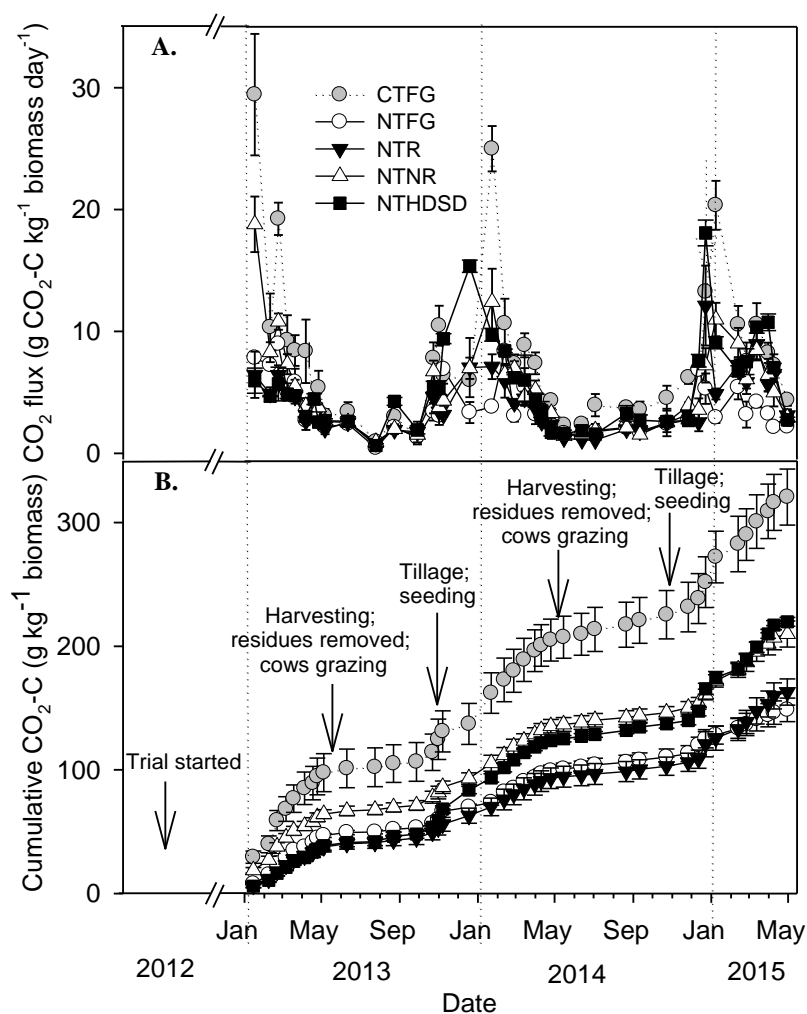 A.
30
20
10
0
CO2 flux (g CO2-C kg-1 biomass day-1)
CTFG
NTFG
NTR
NTNR
NTHDSD
B.
300
200
100
0
Cumulative CO2-C (g kg-1 biomass)
Trial started
Harvesting;
residues removed;
cows grazing
Tillage;
seeding
Harvesting;
residues removed;
cows grazing
Tillage;
seeding
Jan May Sep Jan May Sep Jan May
2012 2013 2014 2015
Date